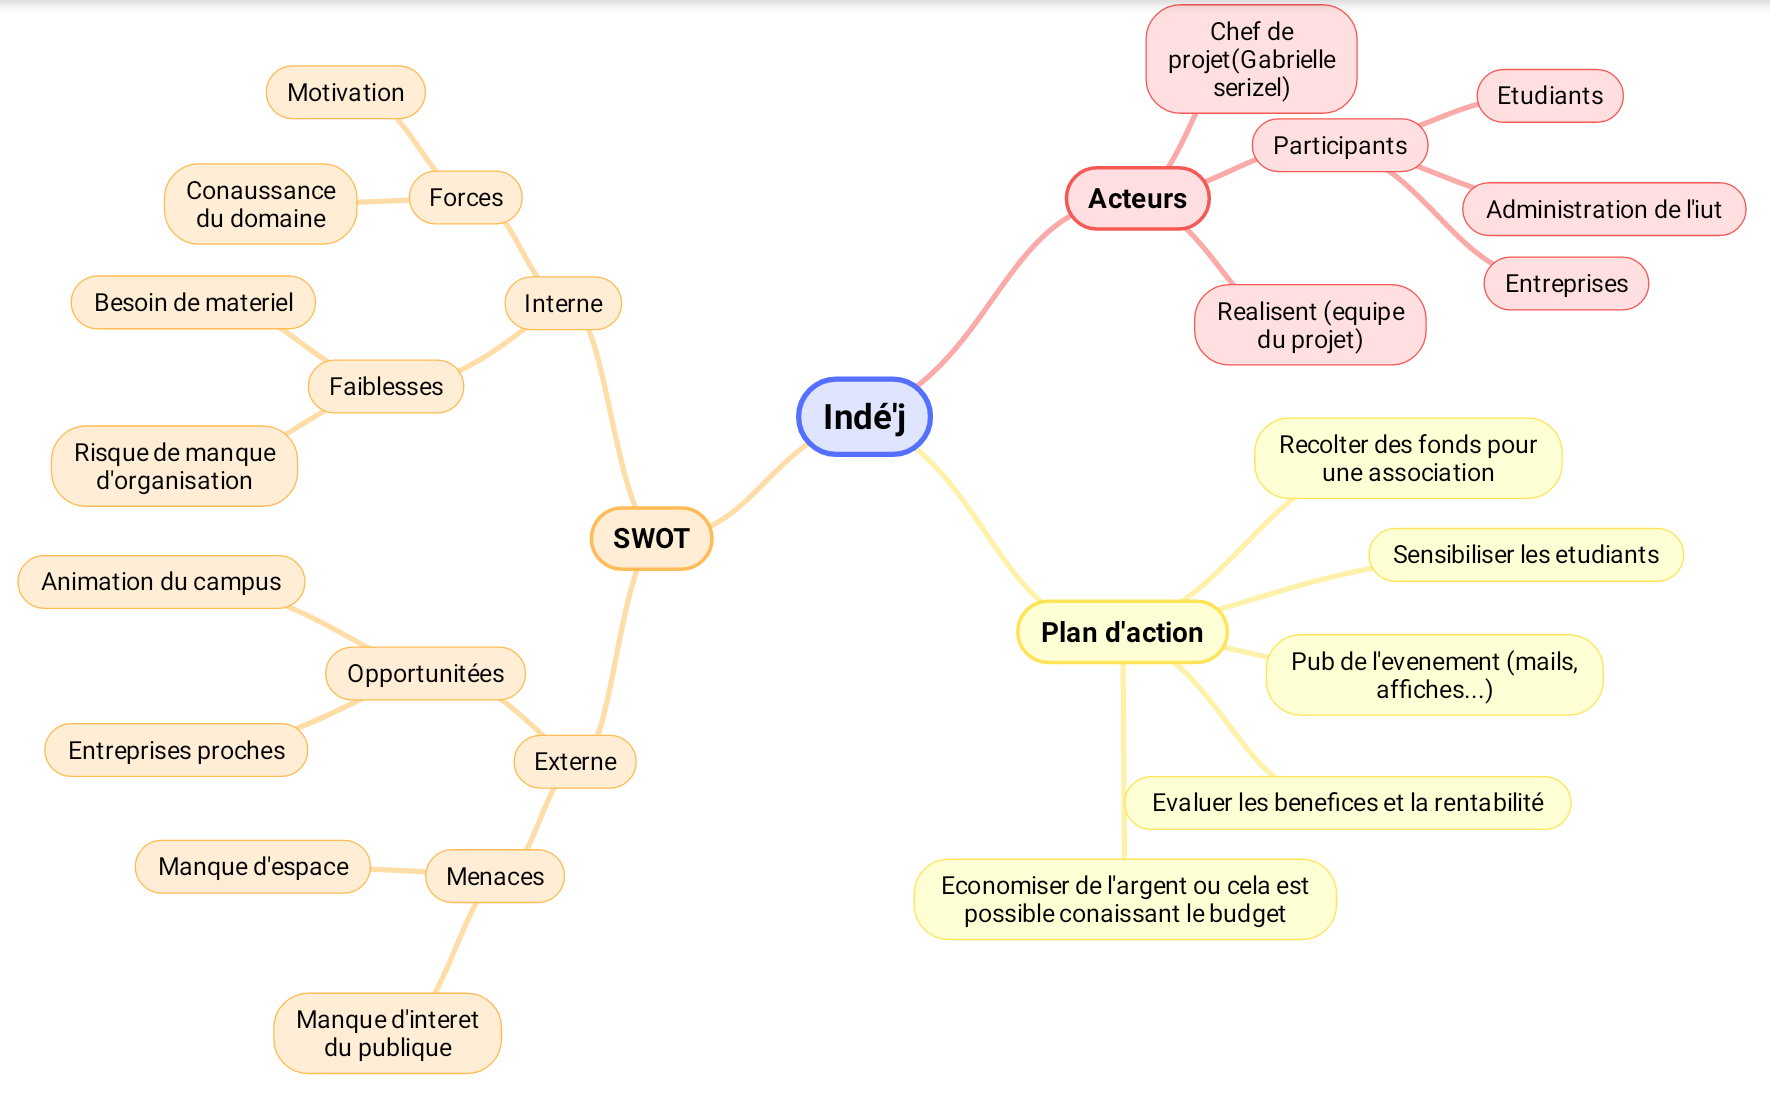 Indé'j
Acteurs
Chef de
projet(Gabrielle
serizel)
Participants
Etudiants
Administration de l'iut
Entreprises
Realisent (equipe
du projet)
Plan d'action
Recolter des fonds pour
une association
Sensibiliser les etudiants
Pub de l'evenement (mails,
affiches...)
Evaluer les benefices et la rentabilité
Economiser de l'argent ou cela est
possible conaissant le budget
SWOT
Interne
Forces
Motivation
Conaussance
du domaine
Faiblesses
Besoin de materiel
Risque de manque
d'organisation
Externe
Opportunitées
Animation du campus
Entreprises proches
Menaces
Manque d'espace
Manque d'interet
du publique